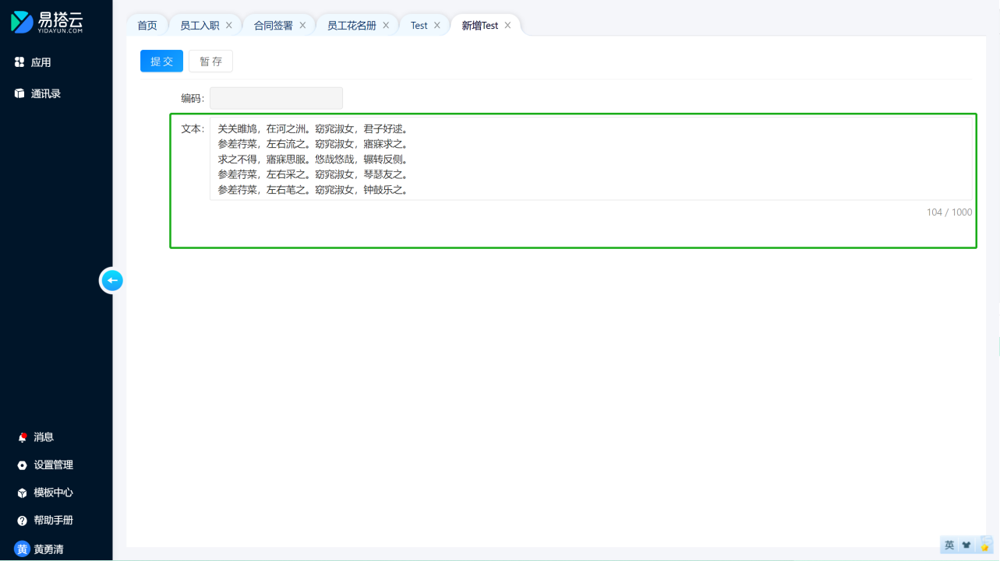 易搭云
YIDAYUN.COM
首页
员工入职
合同签署
员工花名册
Test
新增Test
应用
通讯录
提 交
暂 存
编码：
文本：
关关雎鸠，在河之洲。窈窕淑女，君子好逑。
参差荇菜，左右流之。窈窕淑女，寤寐求之。
求之不得，寤寐思服。悠哉悠哉，辗转反侧。
参差荇菜，左右采之。窈窕淑女，琴瑟友之。
参差荇菜，左右芼之。窈窕淑女，钟鼓乐之。
104 / 1000
消息
设置管理
模板中心
帮助手册
黄 黄勇清
英